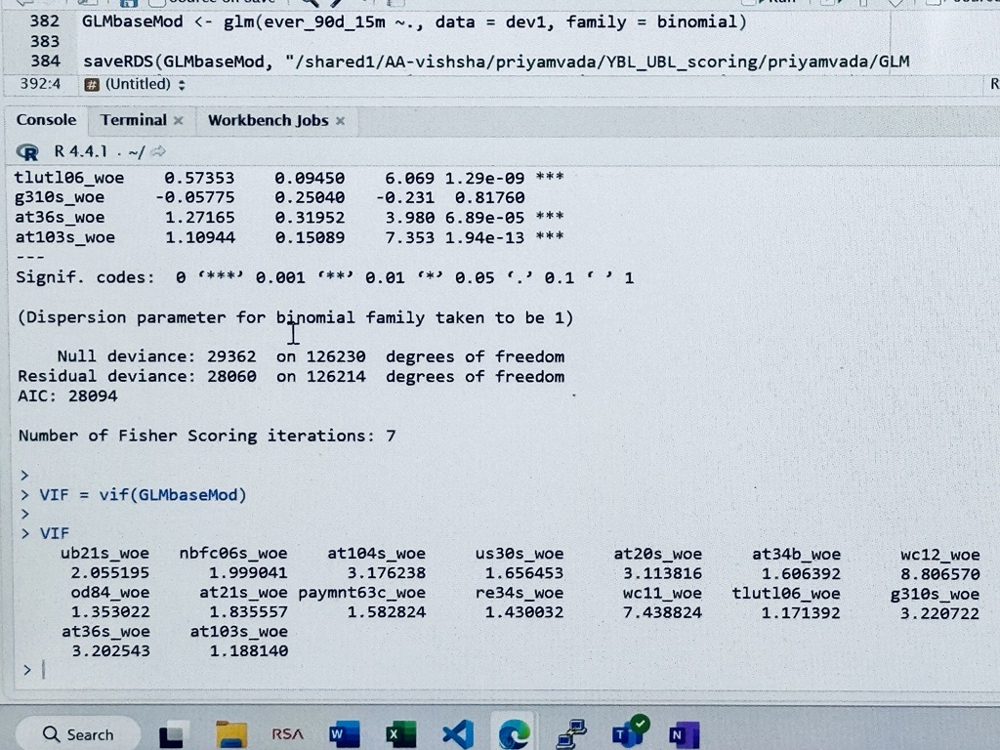 382 GLMbaseMod <- glm(ever_90d_15m ~., data = dev1, family = binomial)
383
384 saveRDS(GLMbaseMod, "/shared1/AA-vishsha/priyamvada/YBL_UBL_scoring/priyamvada/GLM
392:4 # (Untitled)
Console Terminal × Workbench Jobs ×
R R 4.4.1 · ~/
tlutl06_woe 0.57353 0.09450 6.069 1.29e-09 ***
g310s_woe -0.05775 0.25040 -0.231 0.81760
at36s_woe 1.27165 0.31952 3.980 6.89e-05 ***
at103s_woe 1.10944 0.15089 7.353 1.94e-13 ***
---
Signif. codes: 0 ‘***’ 0.001 ‘**’ 0.01 ‘*’ 0.05 ‘.’ 0.1 ‘ ’ 1
(Dispersion parameter for binomial family taken to be 1)
Null deviance: 29362 on 126230 degrees of freedom
Residual deviance: 28060 on 126214 degrees of freedom
AIC: 28094
Number of Fisher Scoring iterations: 7
>
> VIF = vif(GLMbaseMod)
>
> VIF
ub21s_woe nbfc06s_woe at104s_woe us30s_woe at20s_woe at34b_woe wc12_woe
2.055195 1.999041 3.176238 1.656453 3.113816 1.606392 8.806570
od84_woe at21s_woe paymnt63c_woe re34s_woe wc11_woe tlutl06_woe g310s_woe
1.353022 1.835557 1.582824 1.430032 7.438824 1.171392 3.220722
at36s_woe at103s_woe
3.202543 1.188140
>
Search RSA W X T N